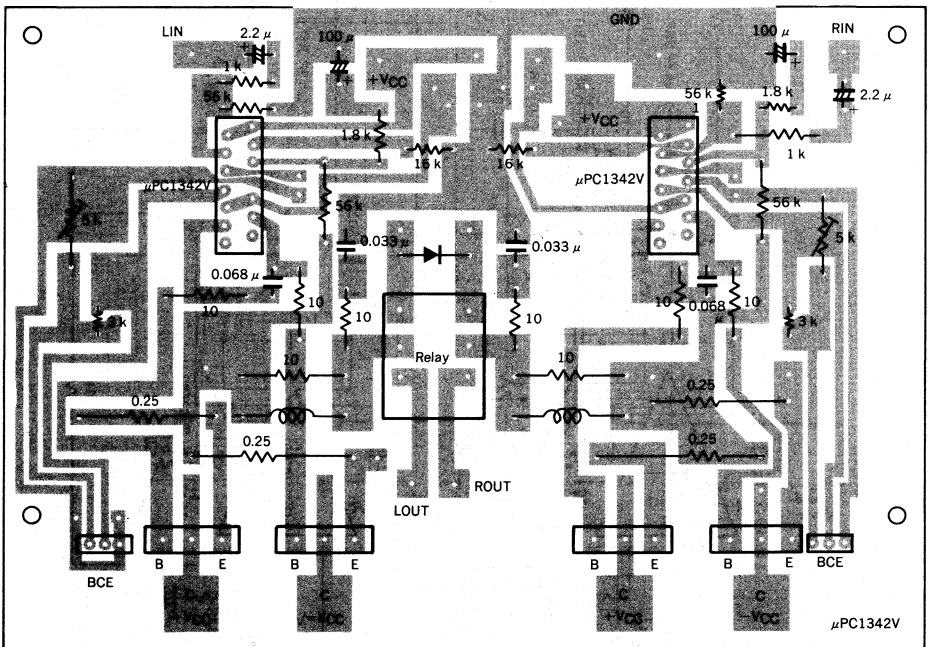 GND
LIN
2.2 μ
100 μ
100 μ
RIN
1 k
+VCC
56 k
56 k
1.8 k
2.2 μ
1
+VCC
1.8 k
16 k
16 k
1 k
μPC1342V
μPC1342V
5 k
56 k
56 k
5 k
0.033 μ
0.033 μ
0.068 μ
10
10
10
10
10
0.068
μ
10
3 k
3 k
10
Relay
10
0.25
0.25
0.25
0.25
LOUT
ROUT
BCE
B
E
B
E
B
E
B
E
BCE
C
+VCC
C
-VCC
C
+VCC
C
-VCC
μPC1342V